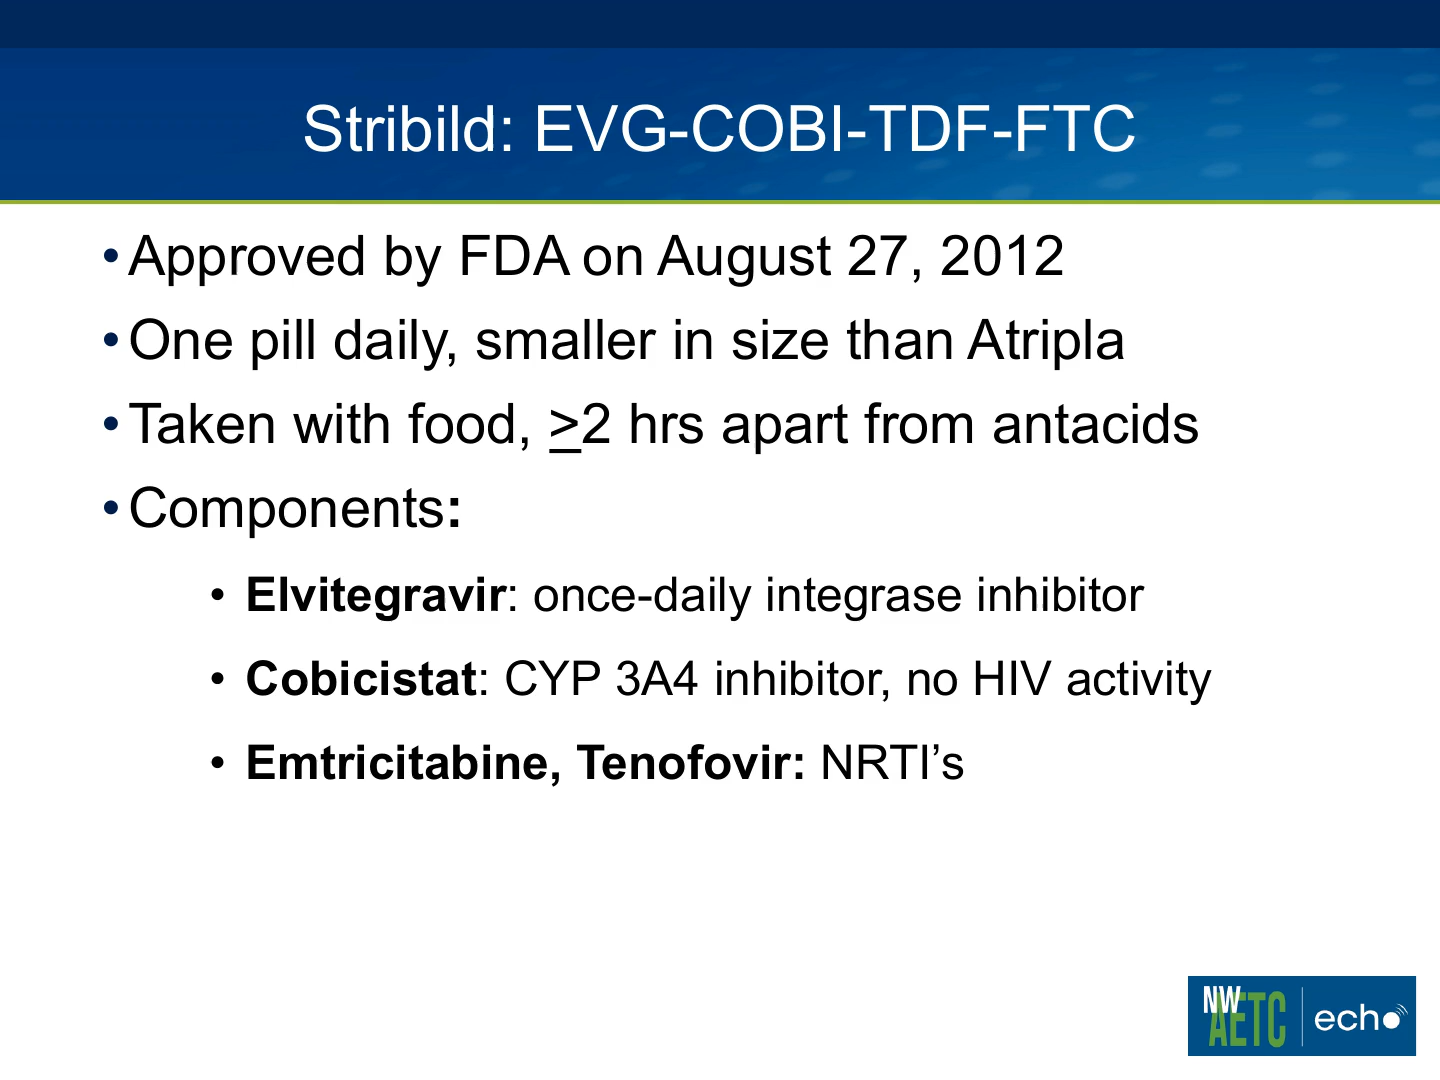 Stribild: EVG-COBI-TDF-FTC
• Approved by FDA on August 27, 2012
• One pill daily, smaller in size than Atripla
• Taken with food, >2 hrs apart from antacids
• Components:
• Elvitegravir: once-daily integrase inhibitor
• Cobicistat: CYP 3A4 inhibitor, no HIV activity
• Emtricitabine, Tenofovir: NRTI’s
NW
AETC
echo